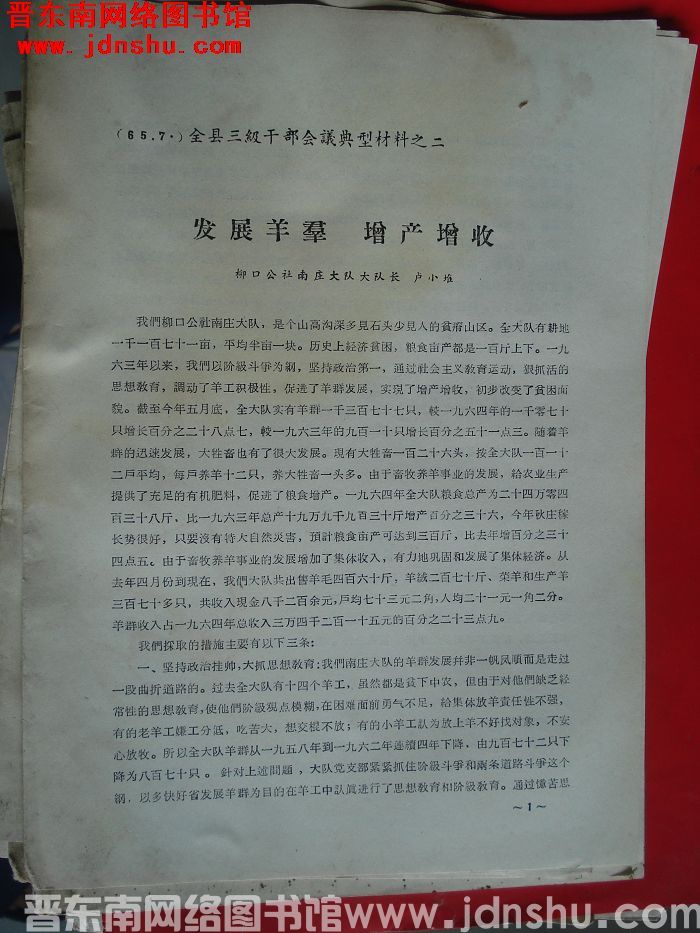 晋东南网络图书馆
www.jdnshu.com
（65.7.）全县三級干部会議典型材料之二
发展羊羣 增产增收
柳口公社南庄大队大队长 卢小堆
我們柳口公社南庄大队，是个山高沟深多見石头少見人的貧瘠山区。全大队有耕地
一千一百七十一亩，平均半亩一块。历史上經济貧困，粮食亩产都是一百斤上下。一九
六三年以来，我們以阶級斗爭为綱，坚持政治第一，通过社会主义敎育运动，狠抓活的
思想敎育，調动了羊工积极性，促进了羊群发展，实現了增产增收，初步改变了貧困面
貌。截至今年五月底，全大队实有羊群一千三百七十七只，較一九六四年的一千零七十
只增长百分之二十八点七，較一九六三年的九百一十只增长百分之五十一点三。随着羊
群的迅速发展，大牲畜也有了很大发展。現有大牲畜一百二十六头，按全大队一百一十
二戶平均，每戶养羊十二只，养大牲畜一头多。由于畜牧养羊事业的发展，給农业生产
提供了充足的有机肥料，促进了粮食增产。一九六四年全大队粮食总产为二十四万零四
百三十八斤，比一九六三年总产十九万九千九百三十斤增产百分之三十六，今年秋庄稼
长势很好，只要沒有特大自然灾害，預計粮食亩产可达到三百斤，比去年增百分之三十
四点五。由于畜牧养羊事业的发展增加了集体收入，有力地巩固和发展了集体經济。从
去年四月份到現在，我們大队共出售羊毛四百六十斤，羊絨二百七十斤、菜羊和生产羊
三百七十多只，共收入現金八千二百余元，戶均七十三元二角，人均二十一元一角二分。
羊群收入占一九六四年总收入三万四千二百一十五元的百分之二十三点九。
我們採取的措施主要有以下三条：
一、坚持政治挂帅，大抓思想敎育：我們南庄大队的羊群发展并非一帆风順而是走过
一段曲折道路的。过去全大队有十四个羊工，虽然都是貧下中农，但由于对他們缺乏经
常性的思想敎育，使他們阶級观点模糊，在困难面前勇气不足，給集体放羊責任性不强，
有的老羊工嫌工分低，吃苦大，想交棍不放；有的小羊工認为放上羊不好找对象，不安
心放牧。所以全大队羊群从一九五八年到一九六二年連續四年下降，由九百七十二只下
降为八百七十只。針对上述問題，大队党支部紧紧抓住阶級斗爭和兩条道路斗爭这个
綱，以多快好省发展羊群为目的在羊工中認眞进行了思想敎育和阶級敎育。通过憶苦思
～1～
晋东南网络图书馆www.jdnshu.com